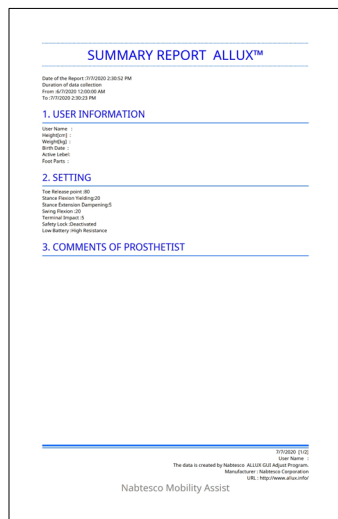 SUMMARY REPORT ALLUX™
Date of the Report :7/7/2020 2:30:52 PM
Duration of data collection
From :6/7/2020 12:00:00 AM
To :7/7/2020 2:30:23 PM
1. USER INFORMATION
User Name :
Height[cm] :
Weight[kg] :
Birth Date :
Active Lebel:
Foot Parts :
2. SETTING
Toe Release point :80
Stance Flexion Yielding:20
Stance Extension Dampening:5
Swing Flexion :20
Terminal Impact :5
Safety Lock :Deactivated
Low Battery :High Resistance
3. COMMENTS OF PROSTHETIST
7/7/2020 [1/2]
User Name :
The data is created by Nabtesco ALLUX GUI Adjust Program.
Manufacturer : Nabtesco Corporation
URL : http://www.allux.infor
Nabtesco Mobility Assist